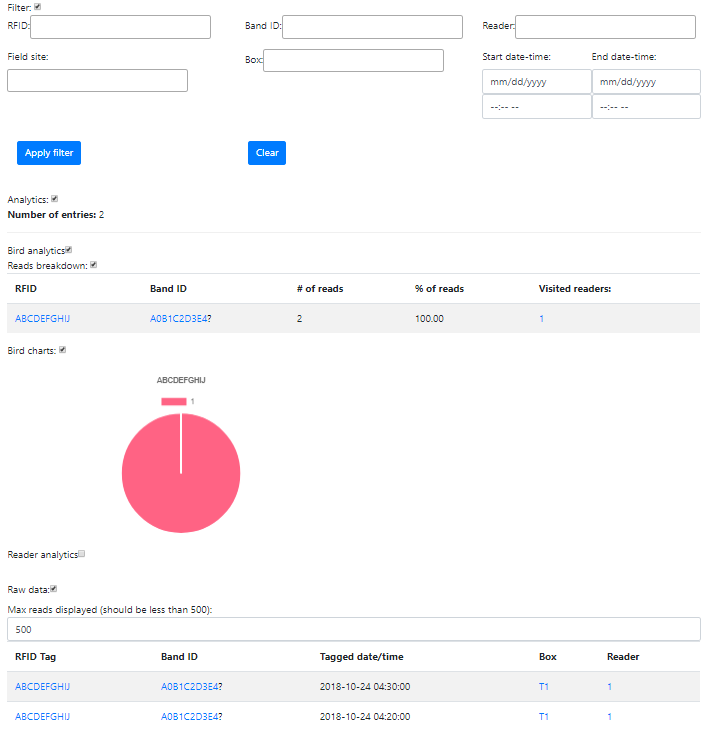 Filter:
RFID: Band ID: Reader:
Field site: Box: Start date-time: End date-time:
mm/dd/yyyy mm/dd/yyyy
--:-- -- --:-- --
Apply filter Clear
Analytics:
Number of entries: 2
Bird analytics
Reads breakdown:
RFID Band ID # of reads % of reads Visited readers:
ABCDEFGHIJ A0B1C2D3E4? 2 100.00 1
Bird charts:
ABCDEFGHIJ
1
Reader analytics
Raw data:
Max reads displayed (should be less than 500):
500
RFID Tag Band ID Tagged date/time Box Reader
ABCDEFGHIJ A0B1C2D3E4? 2018-10-24 04:30:00 T1 1
ABCDEFGHIJ A0B1C2D3E4? 2018-10-24 04:20:00 T1 1